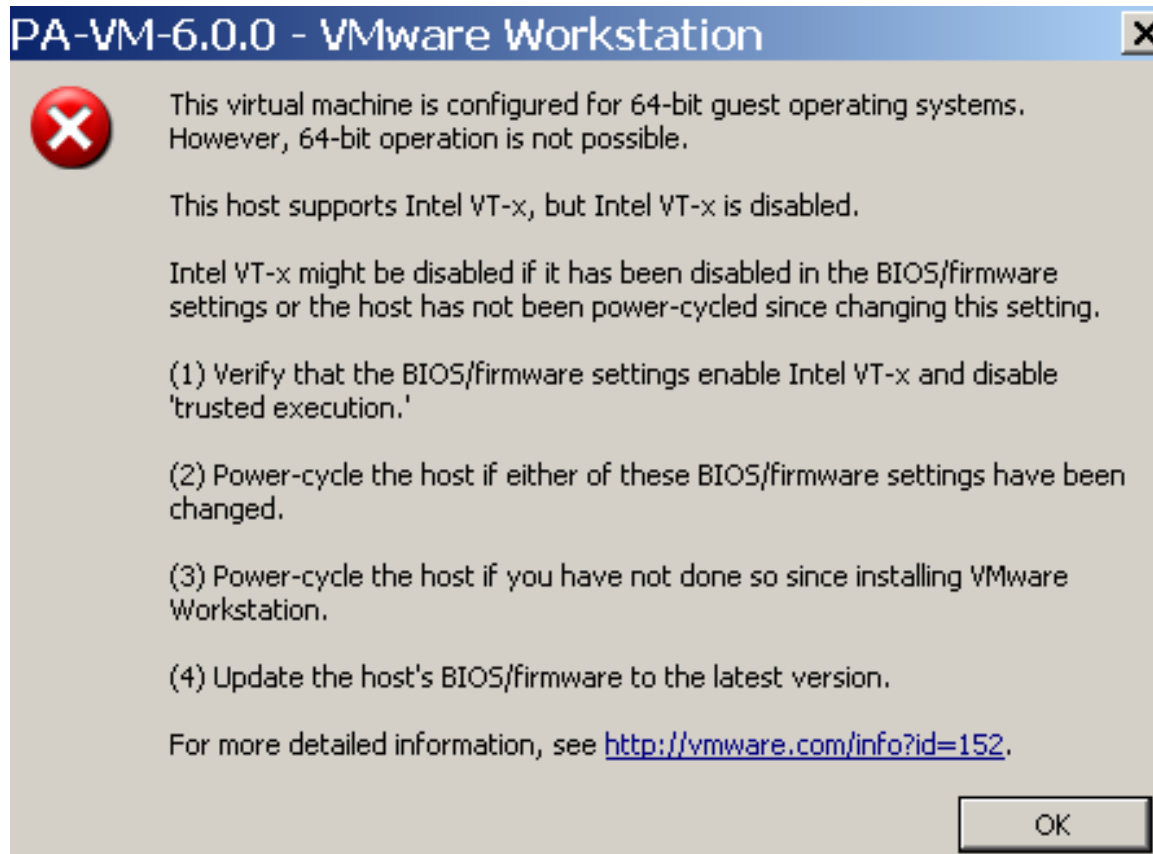 PA-VM-6.0.0 - VMware Workstation
This virtual machine is configured for 64-bit guest operating systems.
However, 64-bit operation is not possible.
This host supports Intel VT-x, but Intel VT-x is disabled.
Intel VT-x might be disabled if it has been disabled in the BIOS/firmware
settings or the host has not been power-cycled since changing this setting.
(1) Verify that the BIOS/firmware settings enable Intel VT-x and disable
'trusted execution.'
(2) Power-cycle the host if either of these BIOS/firmware settings have been
changed.
(3) Power-cycle the host if you have not done so since installing VMware
Workstation.
(4) Update the host's BIOS/firmware to the latest version.
For more detailed information, see http://vmware.com/info?id=152.
OK